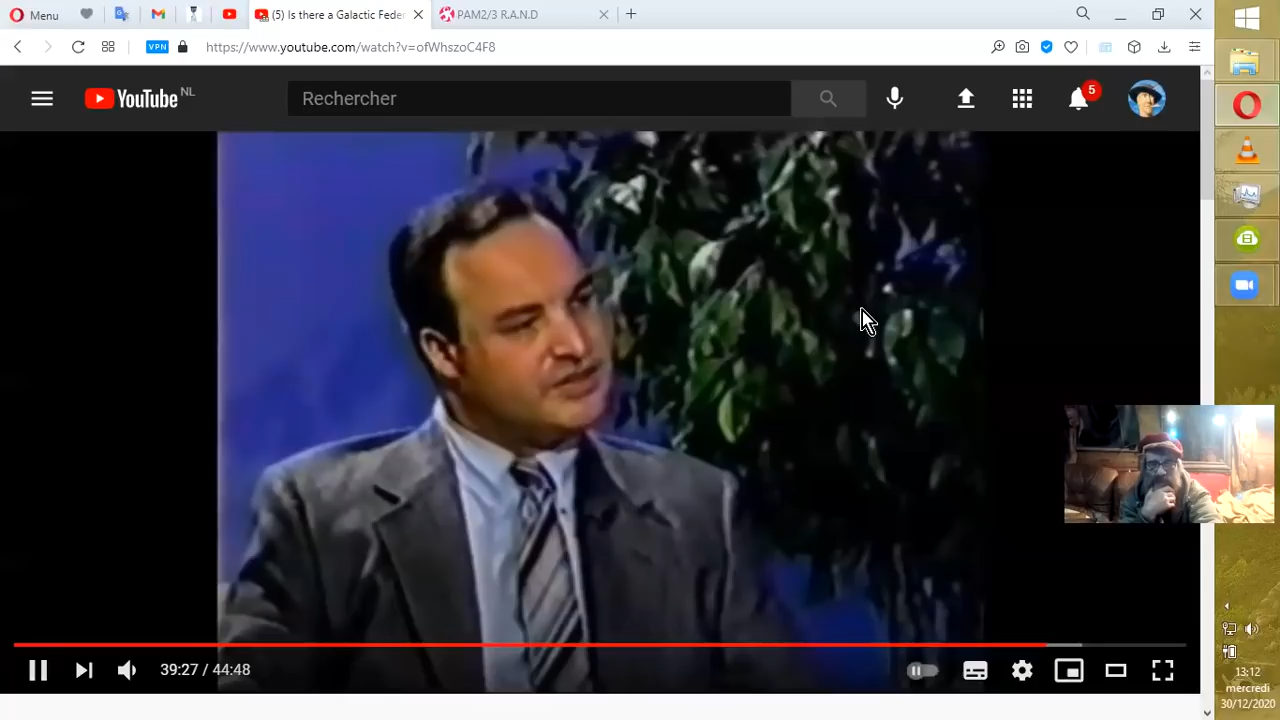 Menu
(5) Is there a Galactic Feder
PAM2/3 R.A.N.D
VPN
https://www.youtube.com/watch?v=ofWhszoC4F8
YouTube NL
Rechercher
5
39:27 / 44:48
13:12
mercredi
30/12/2020